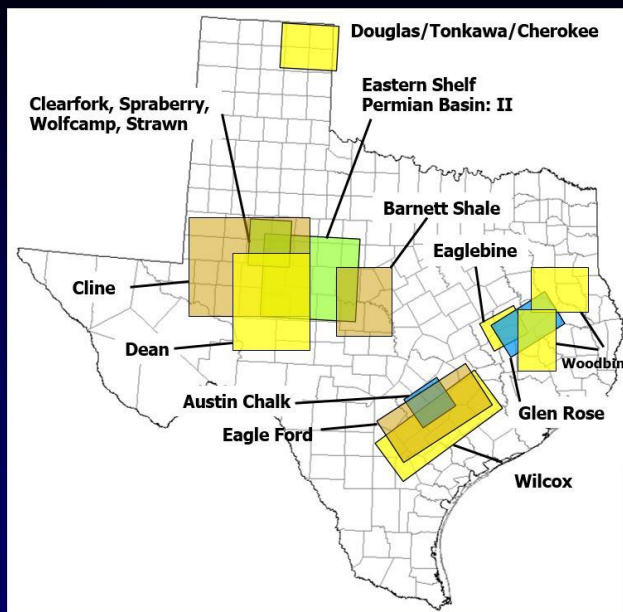 Douglas/Tonkawa/Cherokee
Clearfork, Spraberry,
Wolfcamp, Strawn
Eastern Shelf
Permian Basin: II
Barnett Shale
Eaglebine
Cline
Dean
Woodbin
Austin Chalk
Glen Rose
Eagle Ford
Wilcox